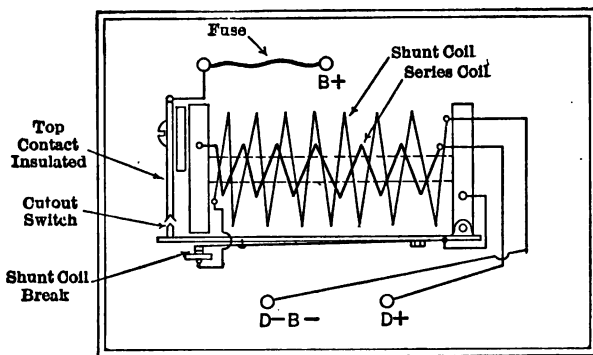 Fuse
B+
Shunt Coil
Series Coil
Top
Contact
Insulated
Cutout
Switch
Shunt Coil
Break
D-B-
D+